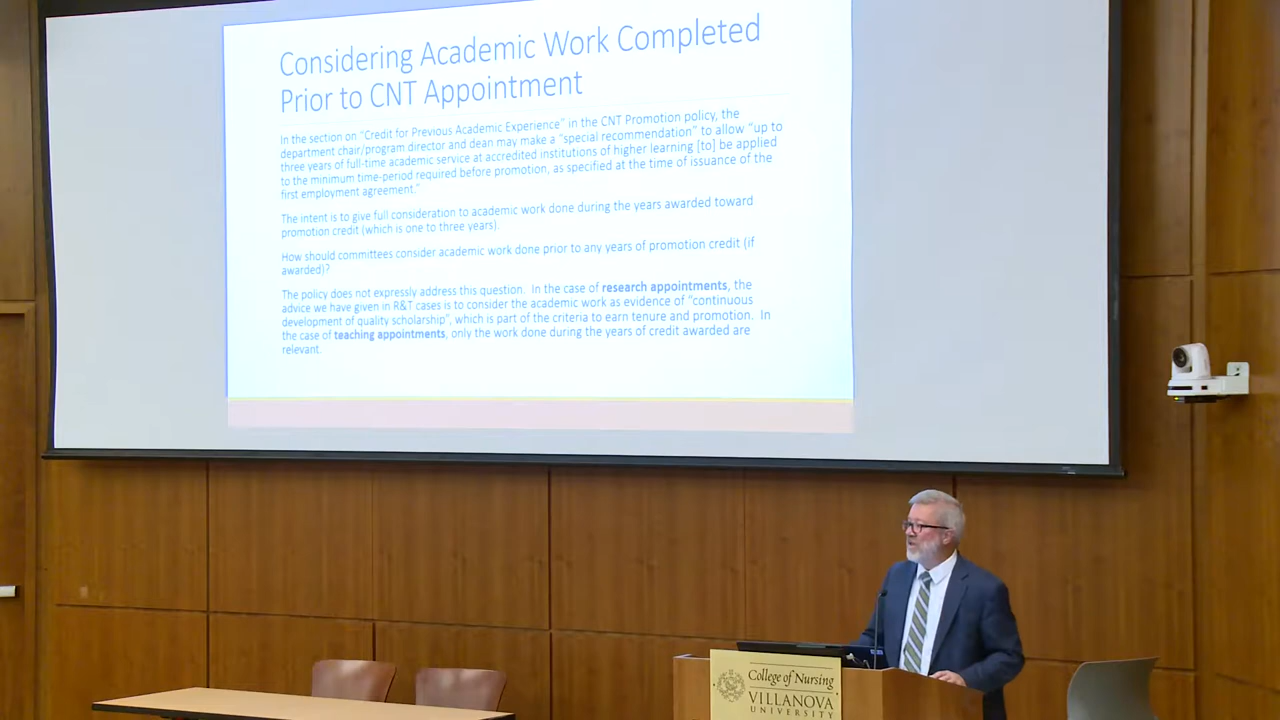 Considering Academic Work Completed
Prior to CNT Appointment
In the section on “Credit for Previous Academic Experience” in the CNT Promotion policy, the
department chair/program director and dean may make a “special recommendation” to allow “up to
three years of full-time academic service at accredited institutions of higher learning [to] be applied
to the minimum time-period required before promotion, as specified at the time of issuance of the
first employment agreement.”
The intent is to give full consideration to academic work done during the years awarded toward
promotion credit (which is one to three years).
How should committees consider academic work done prior to any years of promotion credit (if
awarded)?
The policy does not expressly address this question. In the case of research appointments, the
advice we have given in R&T cases is to consider the academic work as evidence of “continuous
development of quality scholarship”, which is part of the criteria to earn tenure and promotion. In
the case of teaching appointments, only the work done during the years of credit awarded are
relevant.
College of Nursing
VILLANOVA
UNIVERSITY